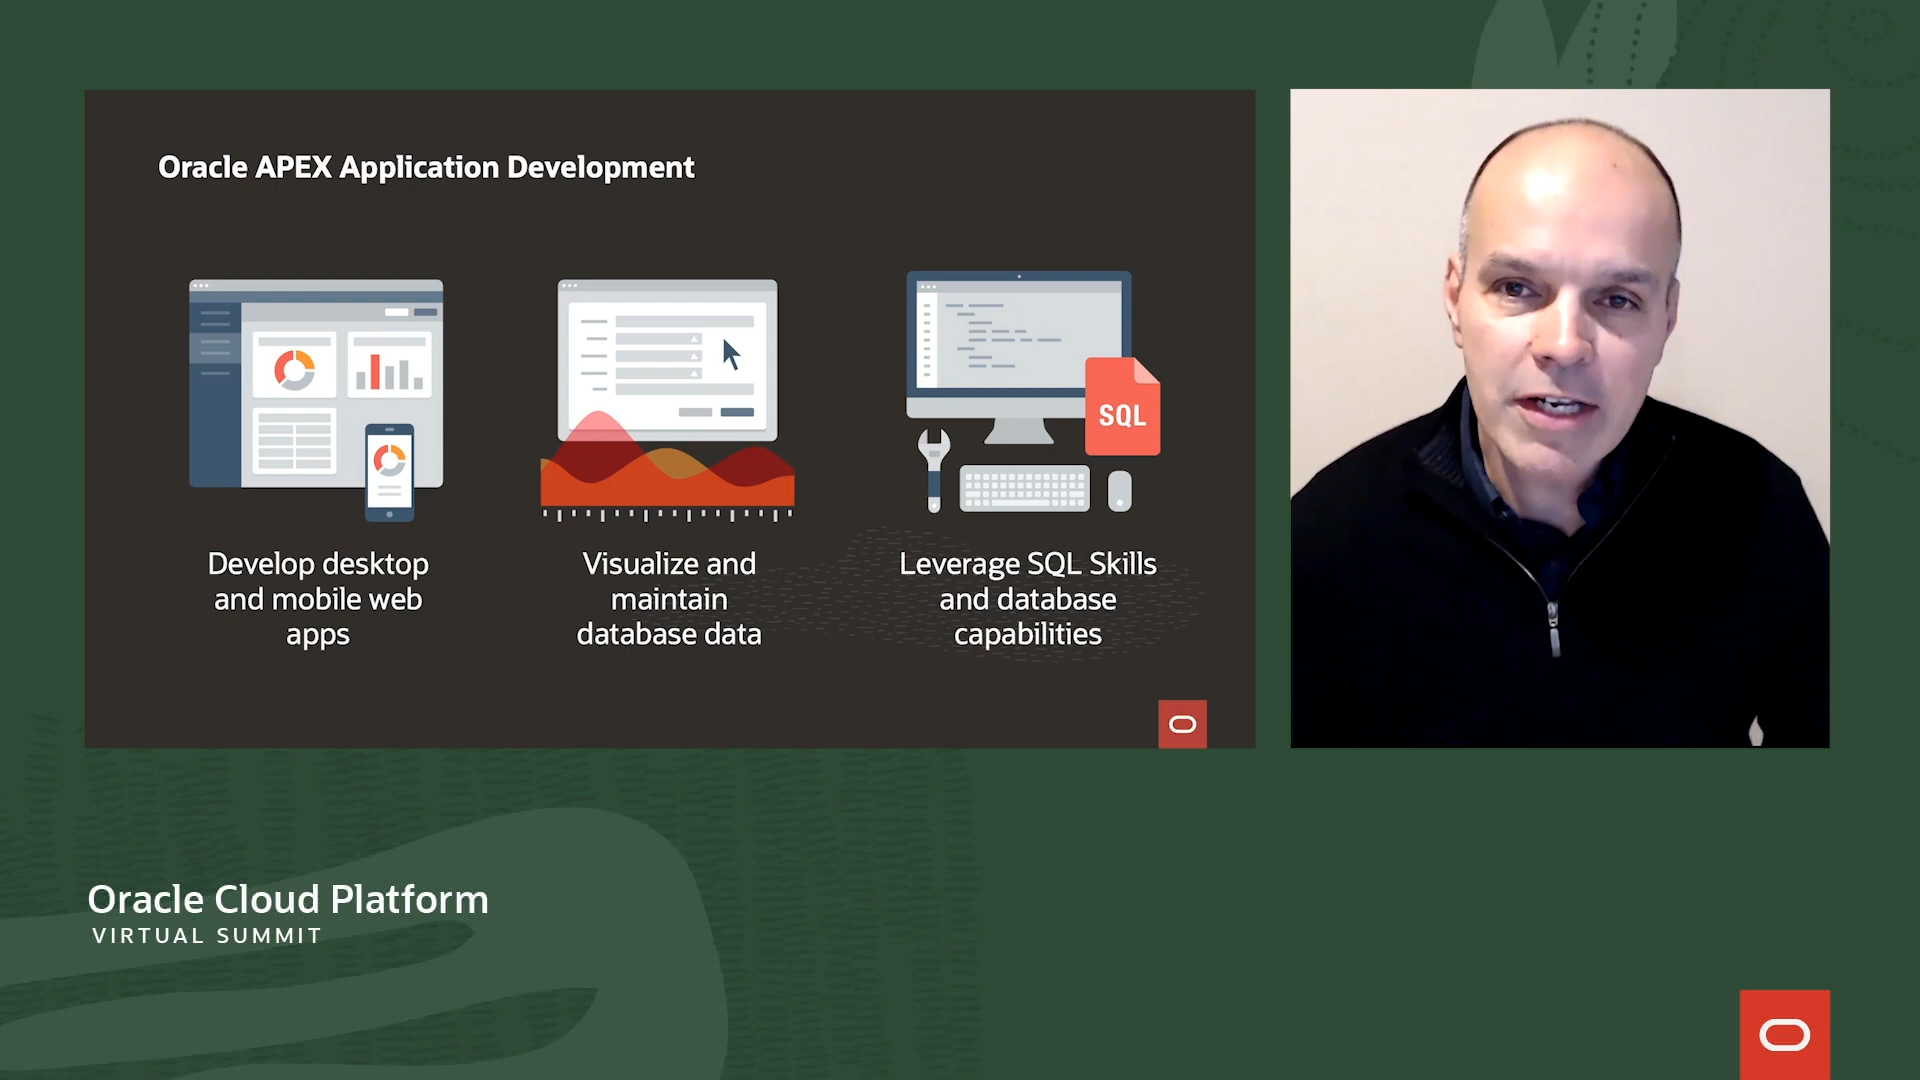 Oracle APEX Application Development
SQL
Develop desktop
and mobile web
apps
Visualize and
maintain
database data
Leverage SQL Skills
and database
capabilities
Oracle Cloud Platform
VIRTUAL SUMMIT